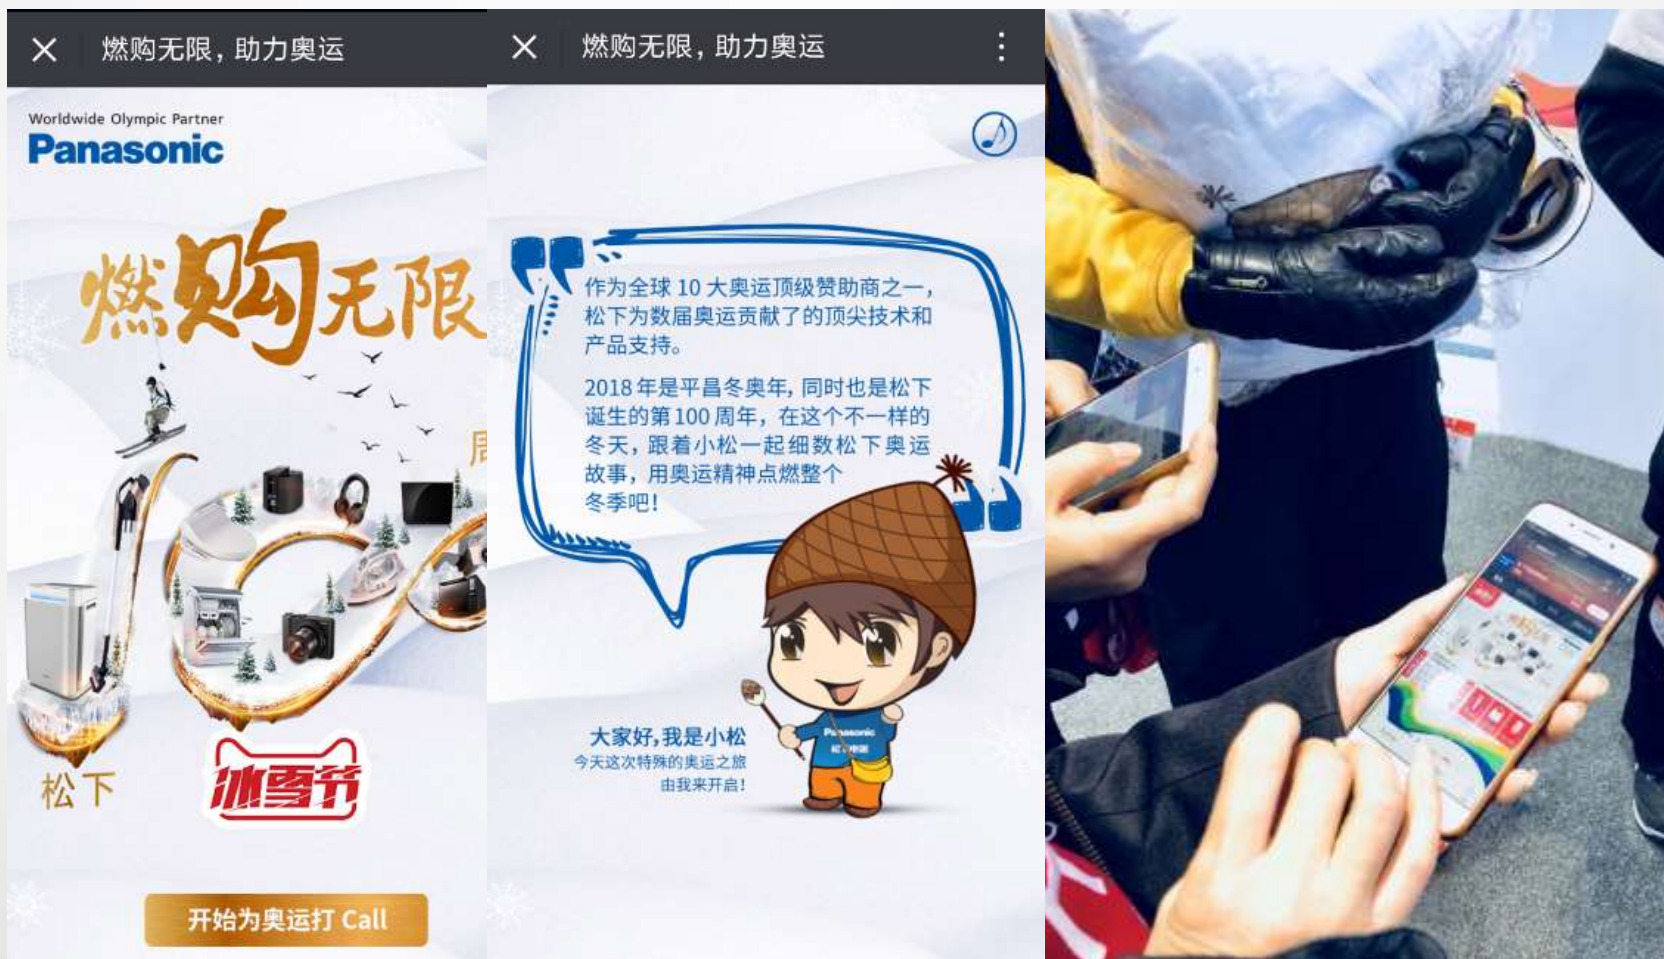 燃购无限，助力奥运
Worldwide Olympic Partner
Panasonic
燃购无限
松下
冰雪节
开始为奥运打 Call
燃购无限，助力奥运
作为全球 10 大奥运顶级赞助商之一，
松下为数届奥运贡献了的顶尖技术和
产品支持。
2018 年是平昌冬奥年，同时也是松下
诞生的第 100 周年，在这个不一样的
冬天，跟着小松一起细数松下奥运
故事，用奥运精神点燃整个
冬季吧！
Panasonic
大家好，我是小松
今天这次特殊的奥运之旅
由我来开启！